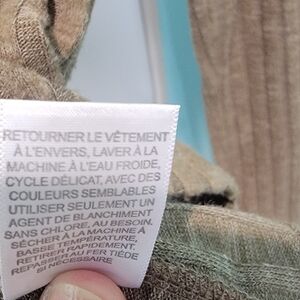 RETOURNER LE VÊTEMENT
À L'ENVERS, LAVER À LA
MACHINE À L'EAU FROIDE,
CYCLE DÉLICAT, AVEC DES
COULEURS SEMBLABLES
UTILISER SEULEMENT UN
AGENT DE BLANCHIMENT
SANS CHLORE, AU BESOIN.
SÉCHER À LA MACHINE À
BASSE TEMPÉRATURE,
RETIRER RAPIDEMENT.
REPASSER AU FER TIÈDE
SI NÉCESSAIRE